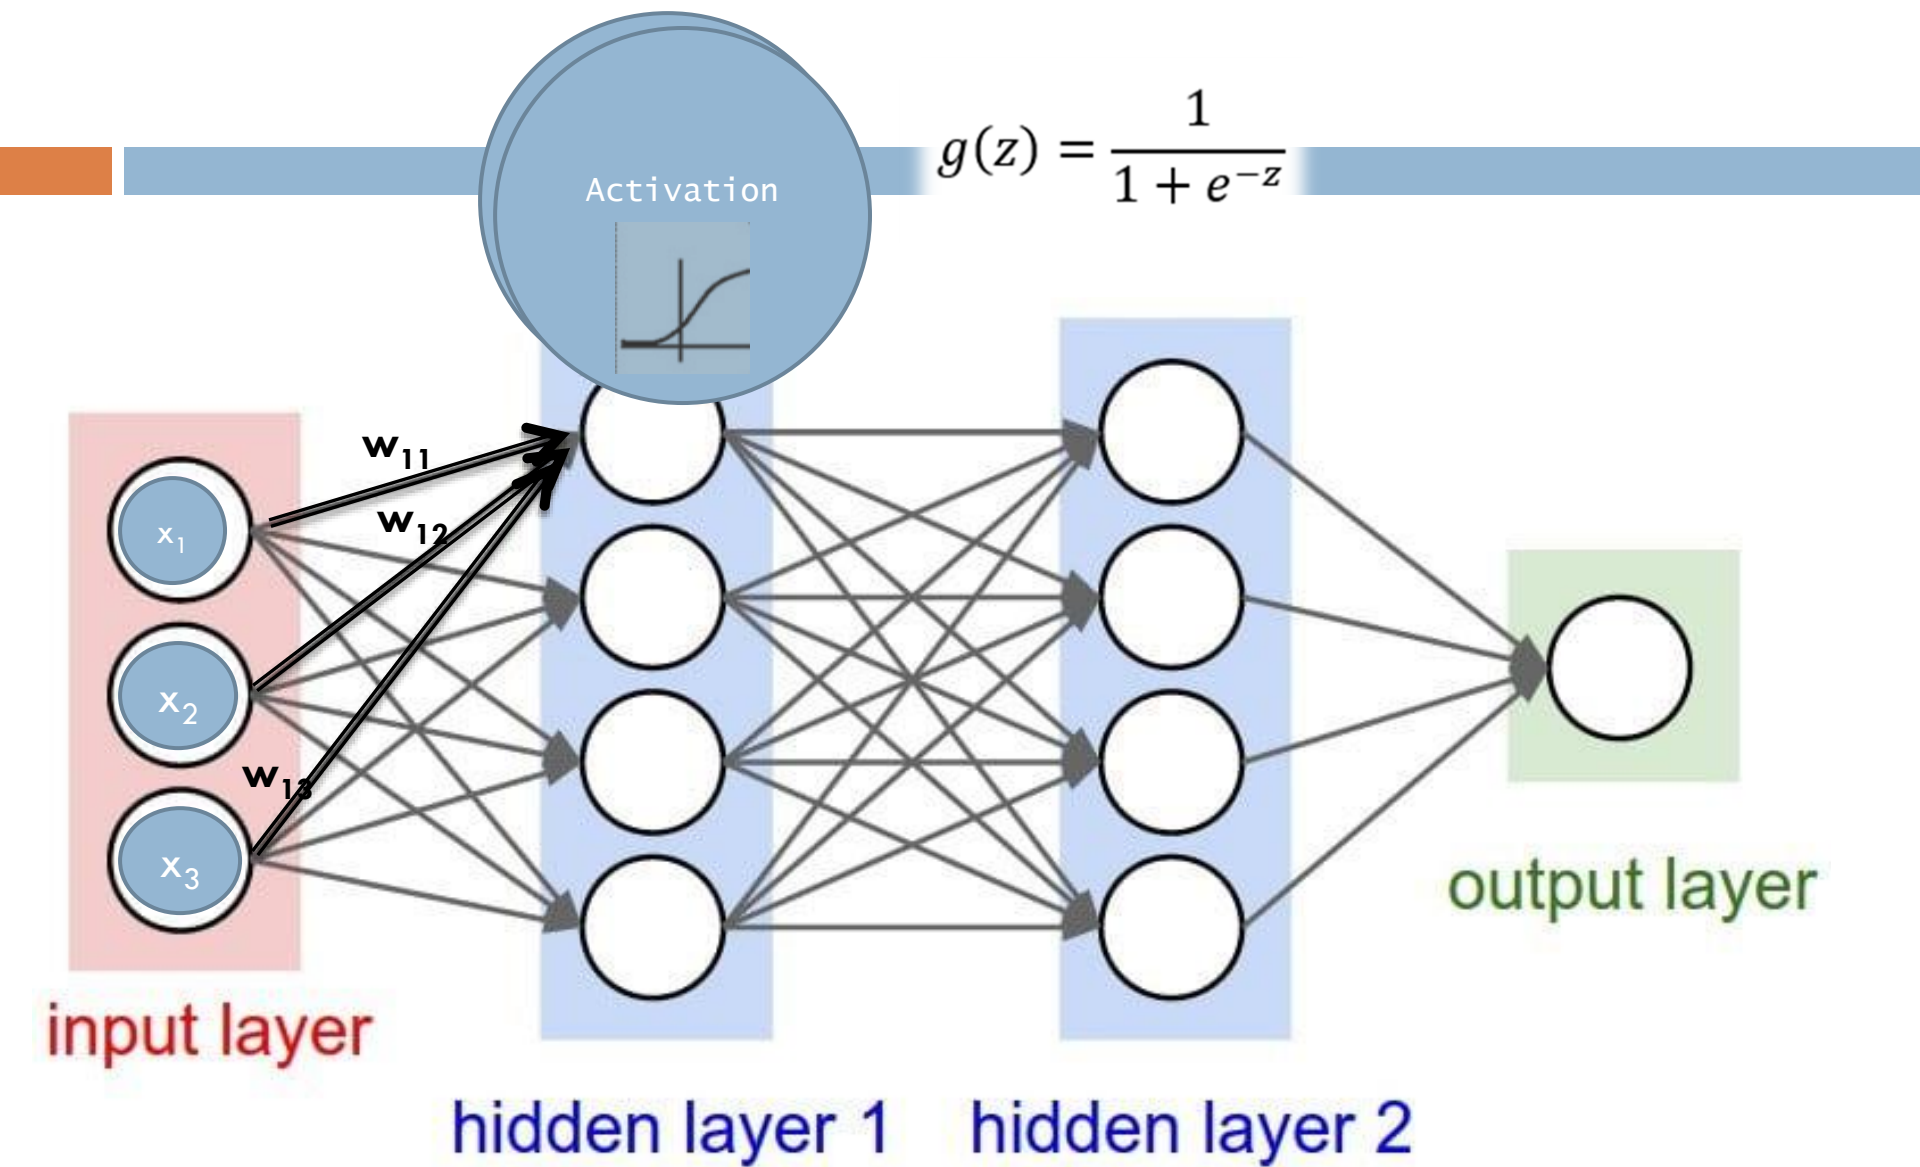 Activation
g(z) = 1 / (1 + e^{-z})
w₁₁
w₁₂
x₁
x₂
w₁₃
x₃
output layer
input layer
hidden layer 1 hidden layer 2